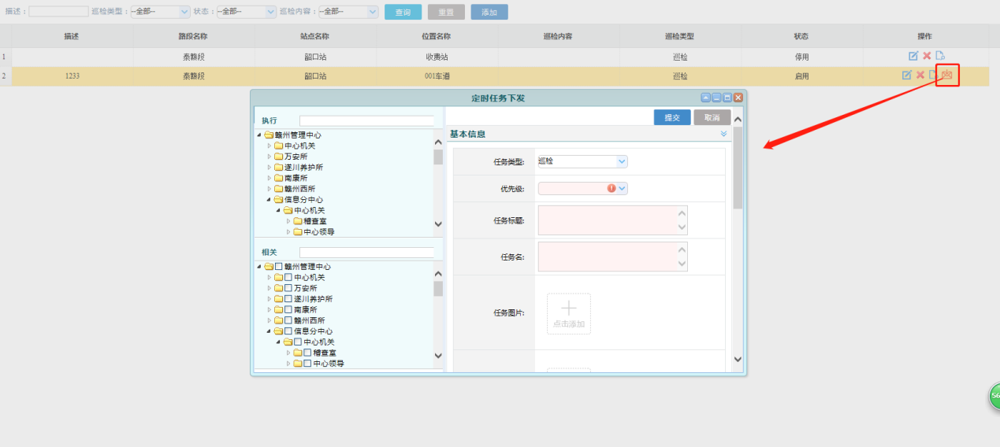 描述： 巡检类型： --全部-- 状态： --全部-- 巡检内容： --全部-- 查询 重置 添加
描述 路段名称 站点名称 位置名称 巡检内容 巡检类型 状态 操作
1 泰赣段 韶口站 收费站 巡检 停用
2 1233 泰赣段 韶口站 001车道 巡检 启用
定时任务下发
执行
赣州管理中心
中心机关
万安所
遂川养护所
南康所
赣州西所
信息分中心
中心机关
稽查室
中心领导
相关
赣州管理中心
中心机关
万安所
遂川养护所
南康所
赣州西所
信息分中心
中心机关
稽查室
中心领导
提交 取消
基本信息
任务类型: 巡检
优先级:
任务标题:
任务名:
任务图片:
点击添加